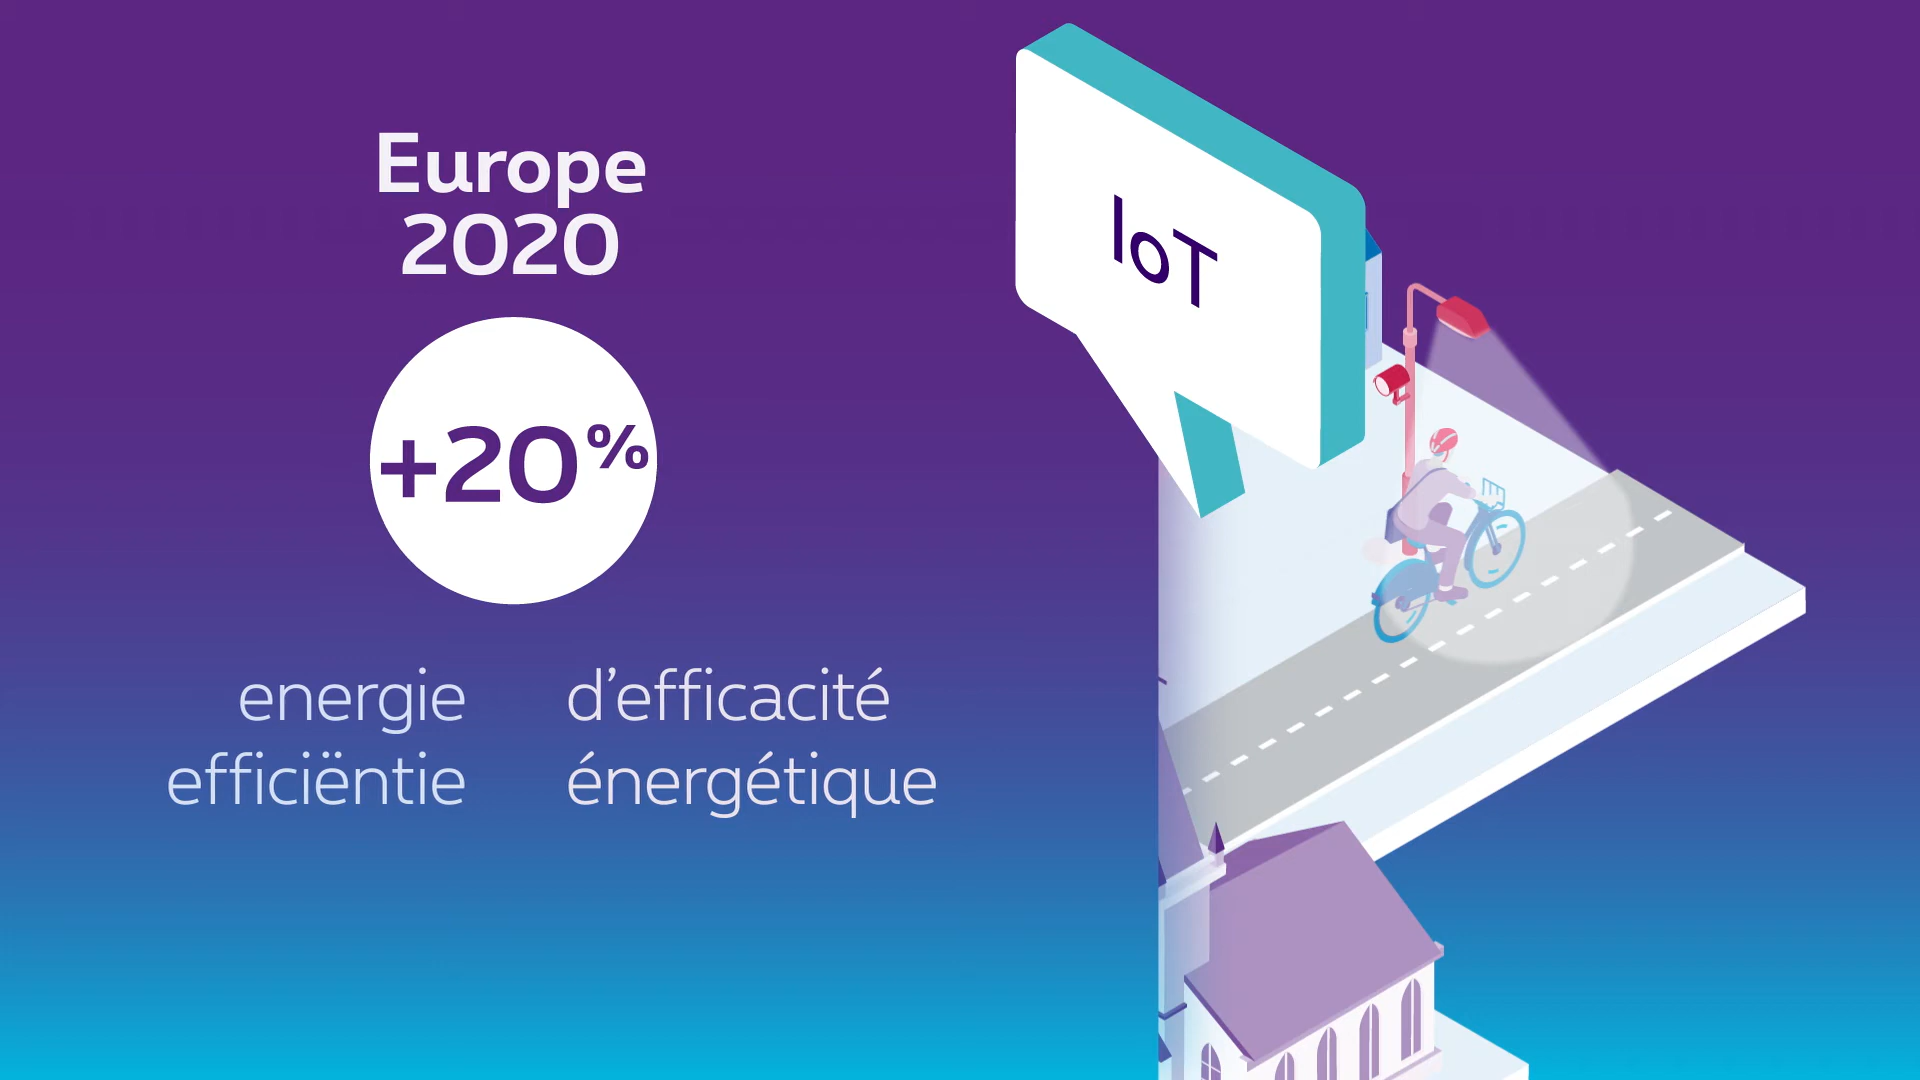 Europe
2020
+20%
energie
efficiëntie
d’efficacité
énergétique
IoT